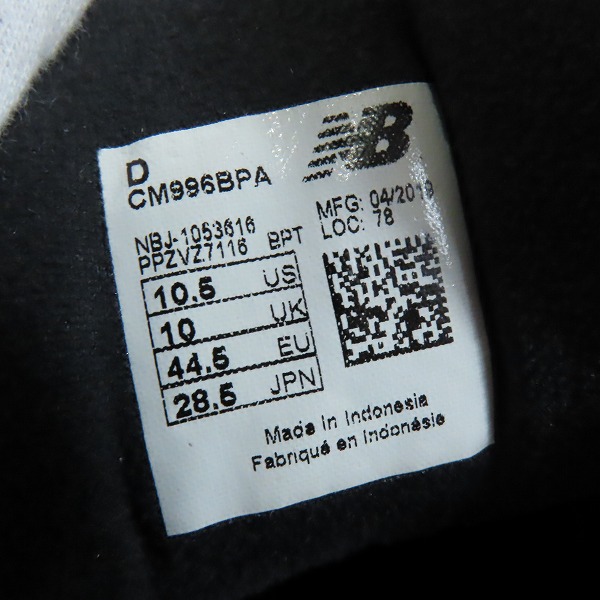 NB
D
CM996BPA
MFG: 04/2019
LOC: 78
NBJ-1053616
PPZVZ7116 BPT
10.5 US
10 UK
44.5 EU
28.5 JPN
Made in Indonesia
Fabriqué en Indonésie